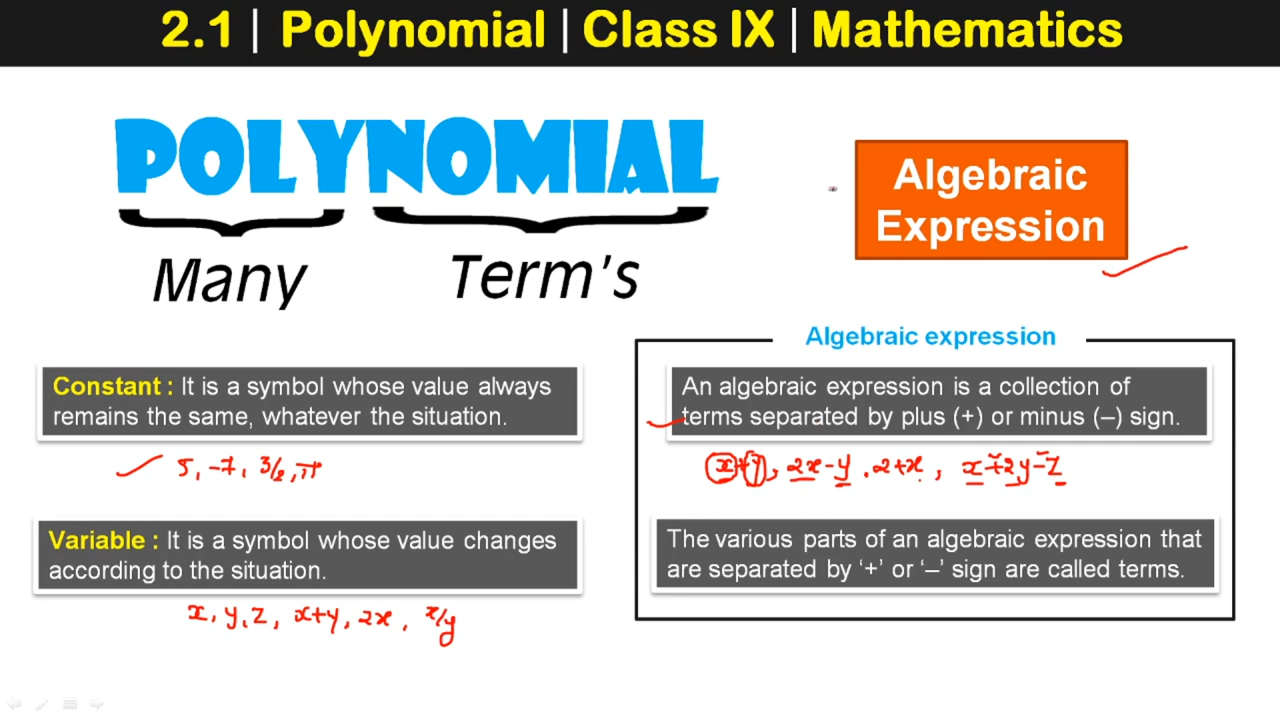 2.1 | Polynomial | Class IX | Mathematics
POLYNOMIAL
Many Term's
Algebraic
Expression
Constant : It is a symbol whose value always
remains the same, whatever the situation.
5, -7, 3/2, π
Variable : It is a symbol whose value changes
according to the situation.
x, y, z, x+y, 2x, x/y
Algebraic expression
An algebraic expression is a collection of
terms separated by plus (+) or minus (–) sign.
x+y, 2x-y, 2+x, x+2y-z
The various parts of an algebraic expression that
are separated by ‘+’ or ‘–’ sign are called terms.